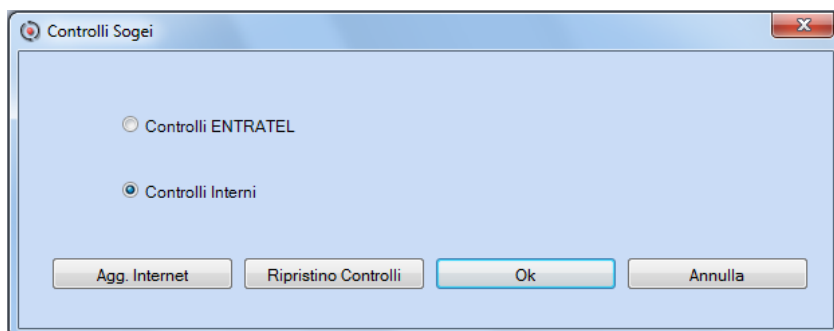 Controlli Sogei
Controlli ENTRATEL
Controlli Interni
Agg. Internet Ripristino Controlli Ok Annulla